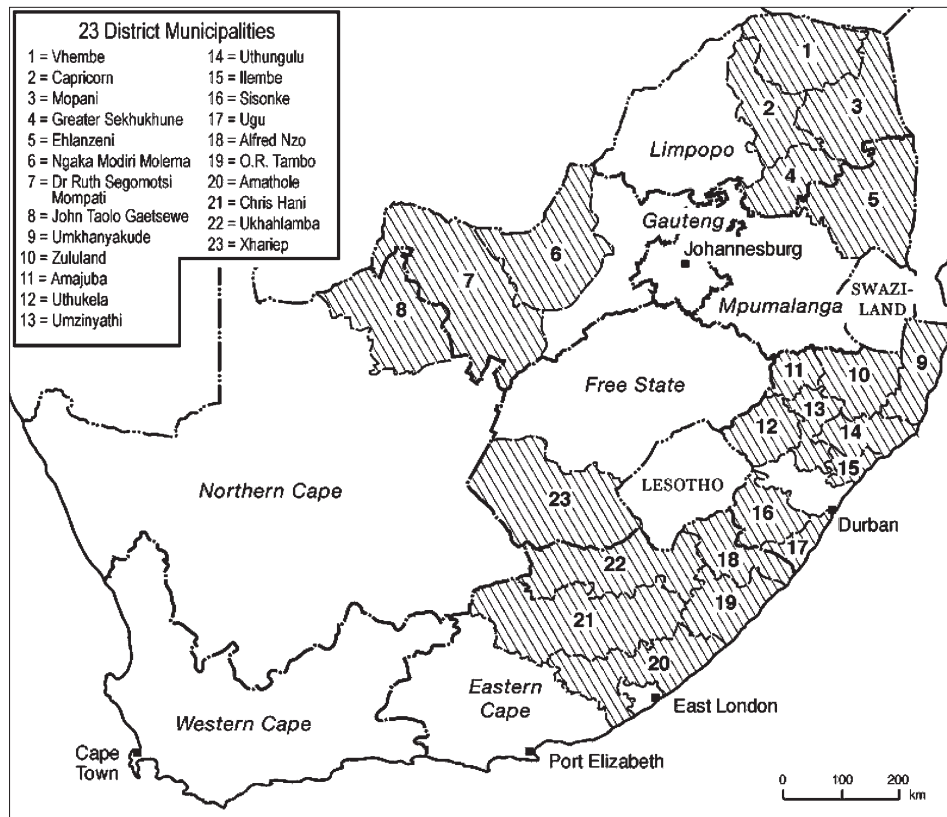 23 District Municipalities
1 = Vhembe
2 = Capricorn
3 = Mopani
4 = Greater Sekhukhune
5 = Ehlanzeni
6 = Ngaka Modiri Molema
7 = Dr Ruth Segomotsi
Mompati
8 = John Taolo Gaetsewe
9 = Umkhanyakude
10 = Zululand
11 = Amajuba
12 = Uthukela
13 = Umzinyathi
14 = Uthungulu
15 = Ilembe
16 = Sisonke
17 = Ugu
18 = Alfred Nzo
19 = O.R. Tambo
20 = Amathole
21 = Chris Hani
22 = Ukhahlamba
23 = Xhariep
1
2
3
Limpopo
4
5
Gauteng
6
Johannesburg
7
8
Mpumalanga
SWAZI-
LAND
9
10
11
Free State
13
12
14
15
Northern Cape
LESOTHO
23
16
Durban
17
22
18
19
21
20
Eastern
Cape
East London
Western Cape
Cape
Town
Port Elizabeth
0 100 200
km